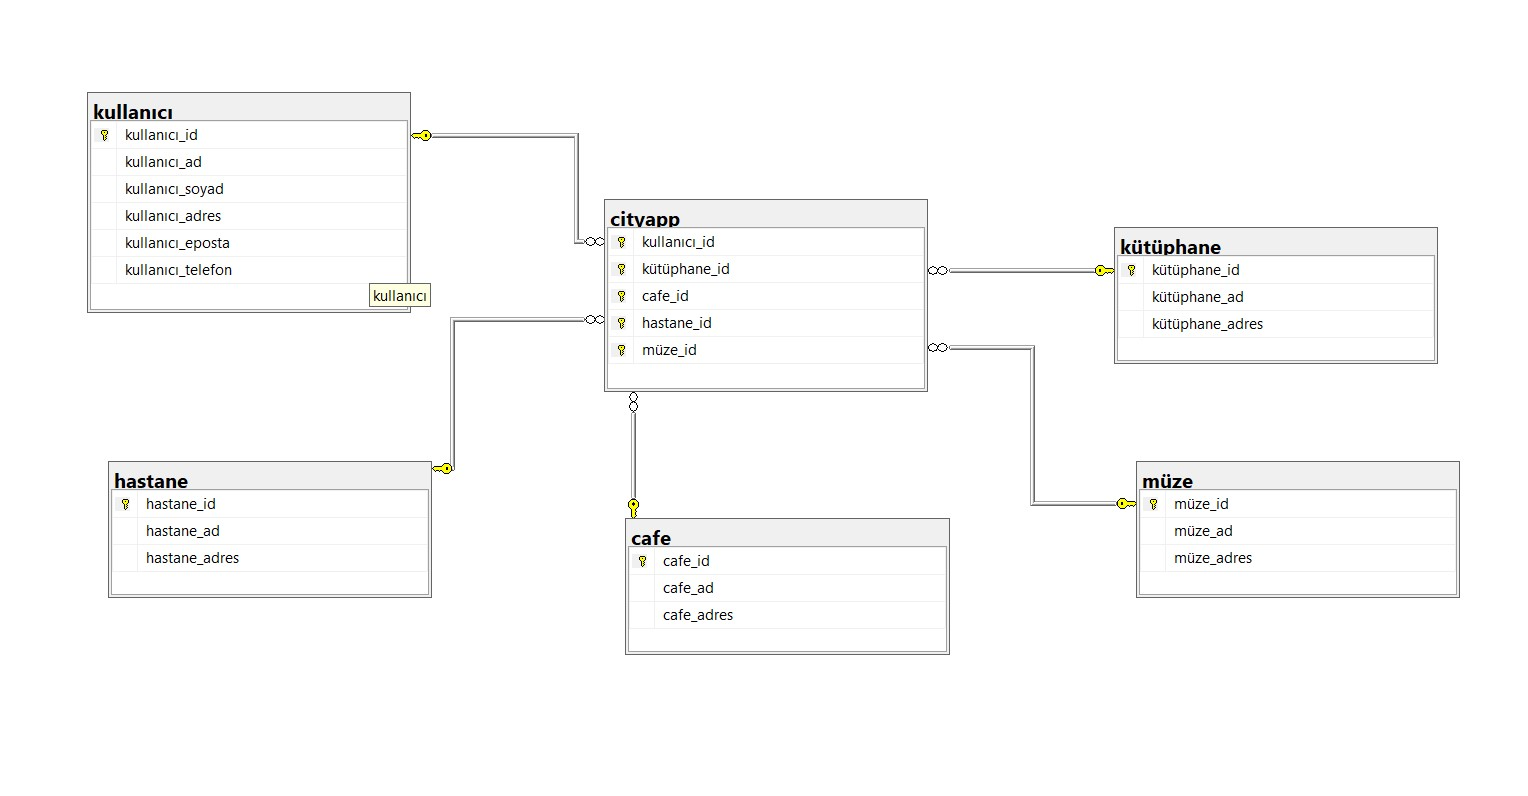 kullanıcı
kullanıcı_id
kullanıcı_ad
kullanıcı_soyad
kullanıcı_adres
kullanıcı_eposta
kullanıcı_telefon
kullanıcı
cityapp
kullanıcı_id
kütüphane_id
cafe_id
hastane_id
müze_id
kütüphane
kütüphane_id
kütüphane_ad
kütüphane_adres
hastane
hastane_id
hastane_ad
hastane_adres
cafe
cafe_id
cafe_ad
cafe_adres
müze
müze_id
müze_ad
müze_adres